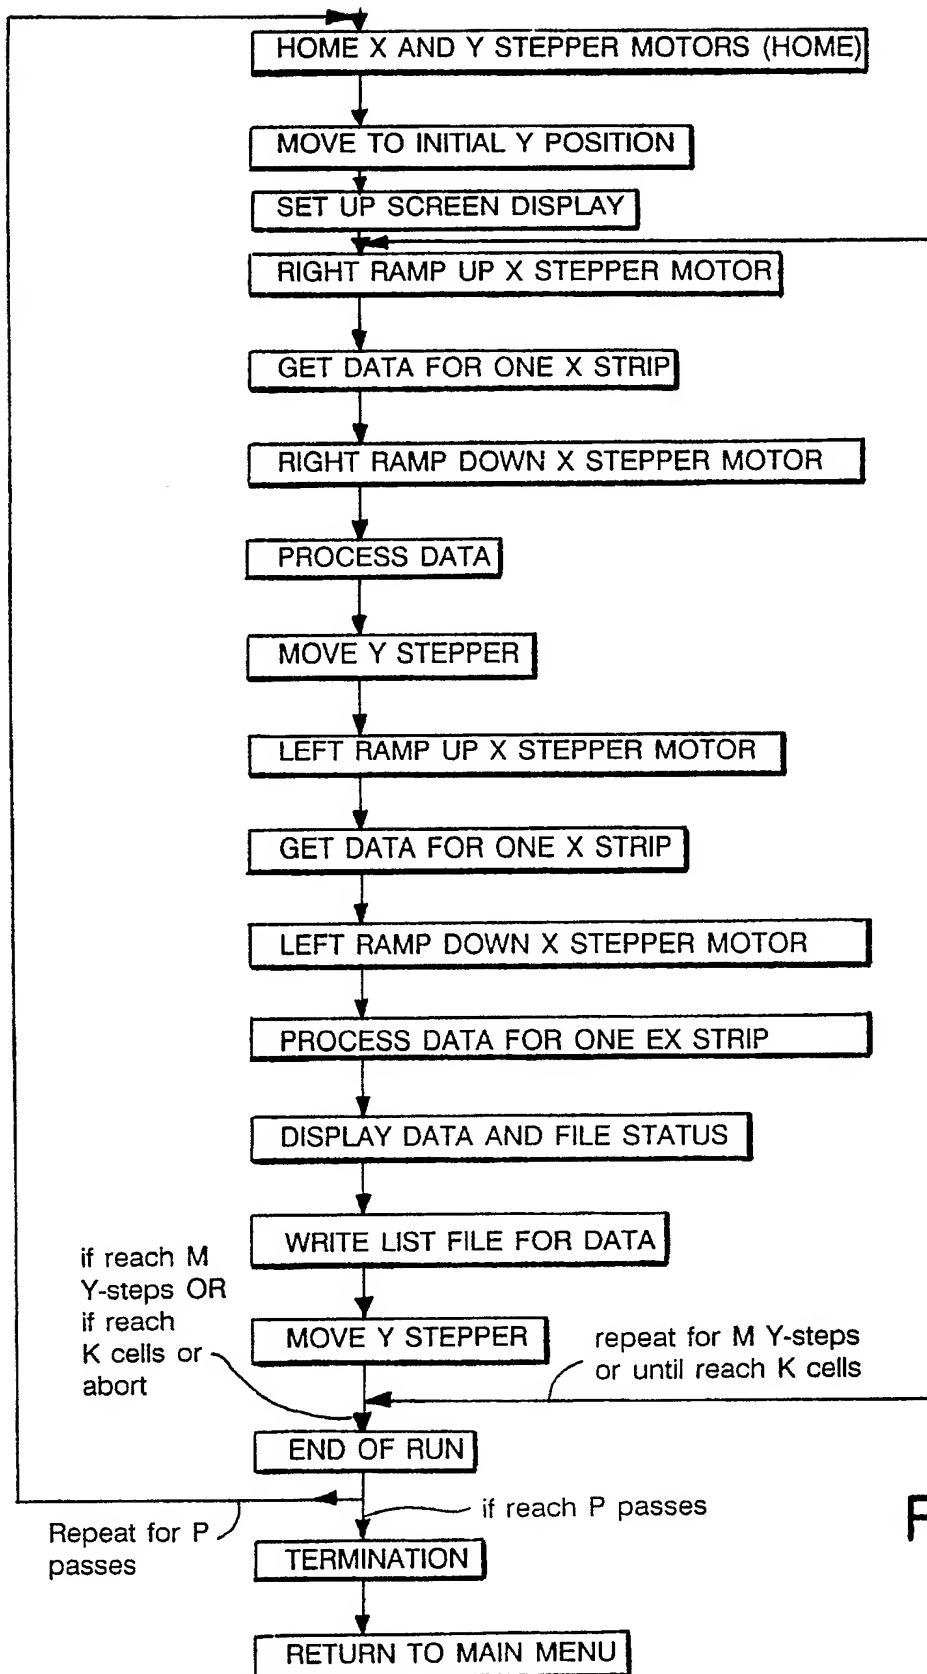 HOME X AND Y STEPPER MOTORS (HOME)
MOVE TO INITIAL Y POSITION
SET UP SCREEN DISPLAY
RIGHT RAMP UP X STEPPER MOTOR
GET DATA FOR ONE X STRIP
RIGHT RAMP DOWN X STEPPER MOTOR
PROCESS DATA
MOVE Y STEPPER
LEFT RAMP UP X STEPPER MOTOR
GET DATA FOR ONE X STRIP
LEFT RAMP DOWN X STEPPER MOTOR
PROCESS DATA FOR ONE EX STRIP
DISPLAY DATA AND FILE STATUS
WRITE LIST FILE FOR DATA
if reach M
Y-steps OR
if reach
K cells or
abort
MOVE Y STEPPER
repeat for M Y-steps
or until reach K cells
END OF RUN
if reach P passes
Repeat for P
passes
TERMINATION
RETURN TO MAIN MENU